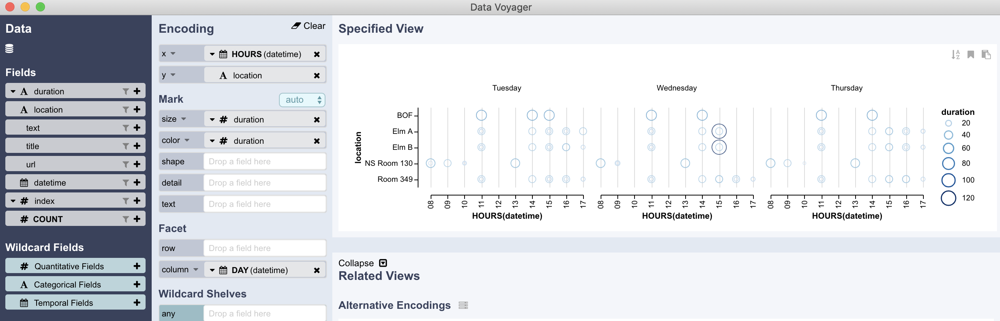 Data Voyager
Data
Fields
A duration
A location
text
title
url
datetime
# index
# COUNT
Wildcard Fields
# Quantitative Fields
A Categorical Fields
Temporal Fields
Encoding
Clear
x HOURS (datetime)
y A location
Mark auto
size # duration
color # duration
shape Drop a field here
detail Drop a field here
text Drop a field here
Facet
row Drop a field here
column DAY (datetime)
Wildcard Shelves
any Drop a field here
Specified View
A
Z
Tuesday Wednesday Thursday
location
BOF
Elm A
Elm B
NS Room 130
Room 349
08 09 10 11 12 13 14 15 16 17
08 09 10 11 12 13 14 15 16 17
08 09 10 11 12 13 14 15 16 17
HOURS(datetime) HOURS(datetime) HOURS(datetime)
duration
20
40
60
80
100
120
Collapse
Related Views
Alternative Encodings